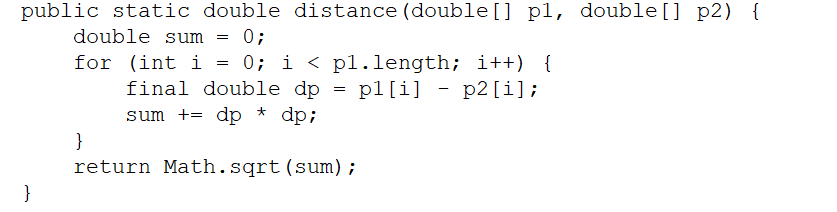 public static double distance(double[] p1, double[] p2) {
    double sum = 0;
    for (int i = 0; i < p1.length; i++) {
        final double dp = p1[i] - p2[i];
        sum += dp * dp;
    }
    return Math.sqrt(sum);
}